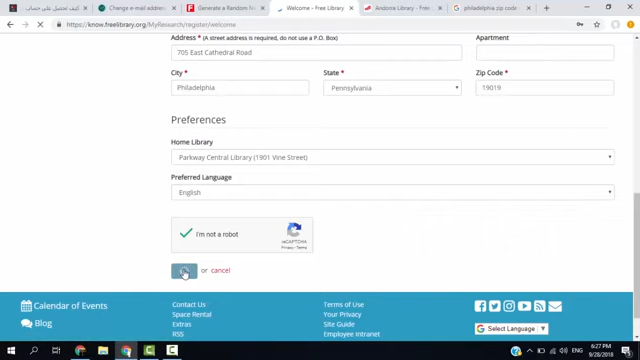 كيف تحصل على حساب
Change e-mail address
Generate a Random N
Welcome - Free Library
Andorra Library - Free L
philadelphia zip code
https://know.freelibrary.org/MyResearch/register/welcome
Address * (A street address is required, do not use a P.O. Box)
Apartment
705 East Cathedral Road
City *
State *
Zip Code *
Philadelphia
Pennsylvania
19019
Preferences
Home Library
Parkway Central Library (1901 Vine Street)
Preferred Language
English
I'm not a robot
reCAPTCHA
Privacy - Terms
or cancel
Calendar of Events
Blog
Contact Us
Space Rental
Extras
RSS
Terms of Use
Your Privacy
Site Guide
Employee Intranet
Select Language
ENG
6:27 PM
9/28/2018